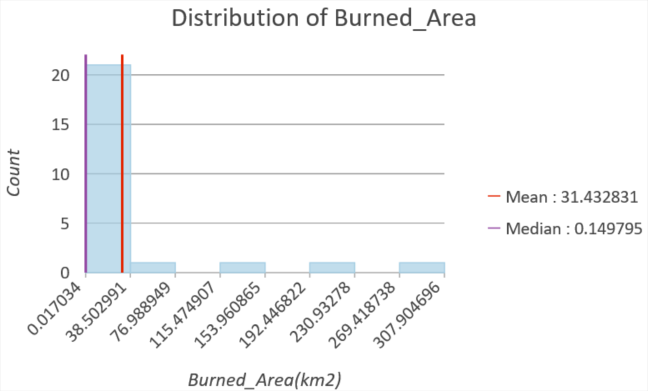 Distribution of Burned_Area
20
15
10
5
0
Count
0.017034
38.502991
76.988949
115.474907
153.960865
192.446822
230.93278
269.418738
307.904696
Burned_Area(km2)
Mean : 31.432831
Median : 0.149795